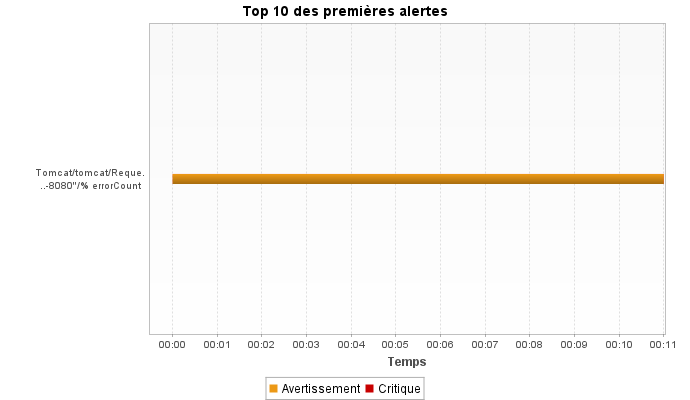 Top 10 des premières alertes
Tomcat/tomcat/Reque.
..-8080"/% errorCount
00:00 00:01 00:02 00:03 00:04 00:05 00:06 00:07 00:08 00:09 00:10 00:11
Temps
Avertissement Critique